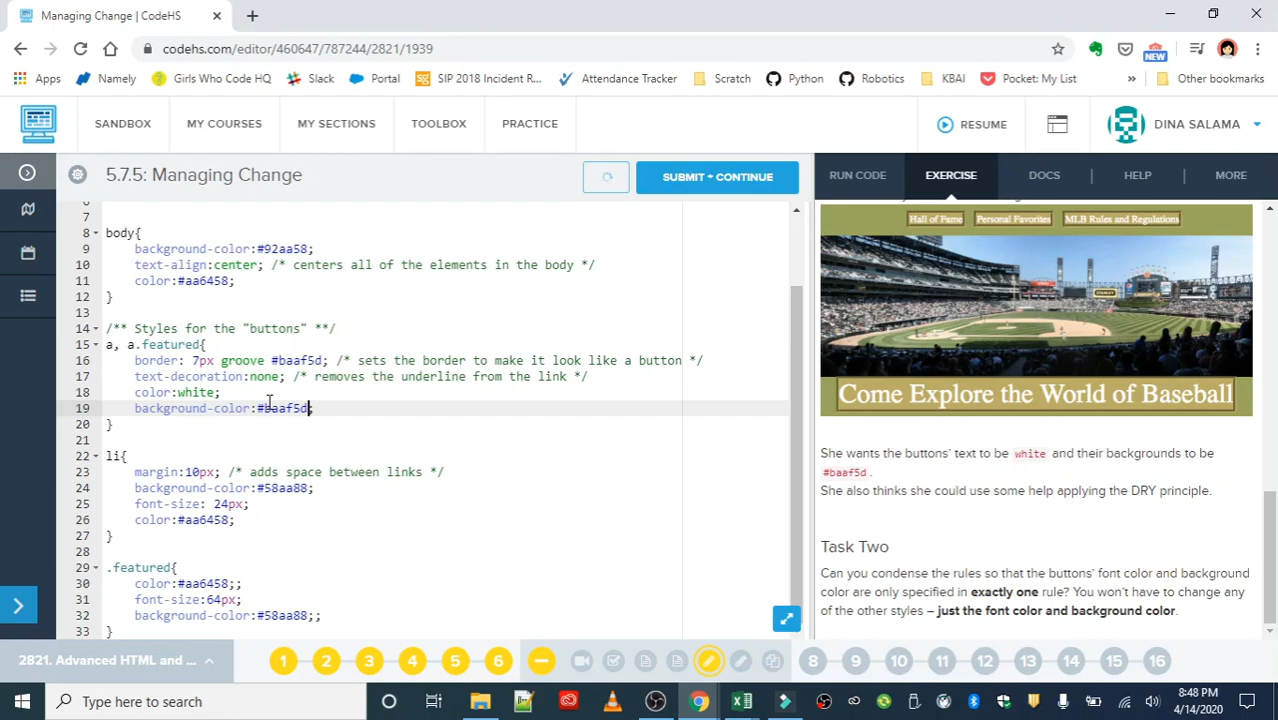 Managing Change | CodeHS
codehs.com/editor/460647/787244/2821/1939
NEW
Apps Namely Girls Who Code HQ Slack Portal SIP 2018 Incident R... Attendance Tracker Scratch Python Robotics KBAI Pocket: My List » Other bookmarks
SANDBOX MY COURSES MY SECTIONS TOOLBOX PRACTICE RESUME DINA SALAMA
5.7.5: Managing Change SUBMIT + CONTINUE RUN CODE EXERCISE DOCS HELP MORE
6
7
8 body{
9 background-color:#92aa58;
10 text-align:center; /* centers all of the elements in the body */
11 color:#aa6458;
12 }
13
14 /** Styles for the "buttons" **/
15 a, a.featured{
16 border: 7px groove #baaf5d; /* sets the border to make it look like a button */
17 text-decoration:none; /* removes the underline from the link */
18 color:white;
19 background-color:#baaf5d;
20 }
21
22 li{
23 margin:10px; /* adds space between links */
24 background-color:#58aa88;
25 font-size: 24px;
26 color:#aa6458;
27 }
28
29 .featured{
30 color:#aa6458;;
31 font-size:64px;
32 background-color:#58aa88;;
33 }
Hall of Fame Personal Favorites MLB Rules and Regulations
STANLEY
Come Explore the World of Baseball
She wants the buttons' text to be white and their backgrounds to be
#baaf5d.
She also thinks she could use some help applying the DRY principle.
Task Two
Can you condense the rules so that the buttons' font color and background
color are only specified in exactly one rule? You won't have to change any
of the other styles – just the font color and background color.
2821. Advanced HTML and ... 1 2 3 4 5 6 8 9 10 11 12 13 14 15 16
Type here to search
8:48 PM
4/14/2020